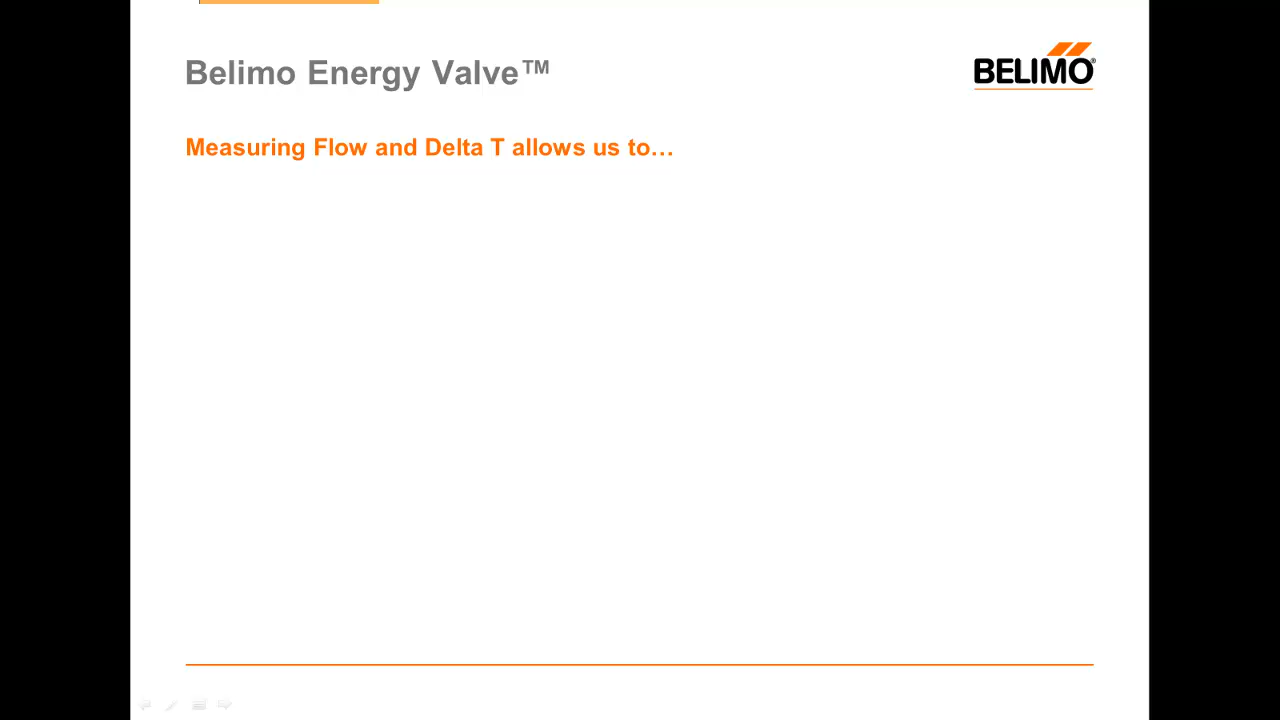 Belimo Energy Valve™
BELIMO®
Measuring Flow and Delta T allows us to…